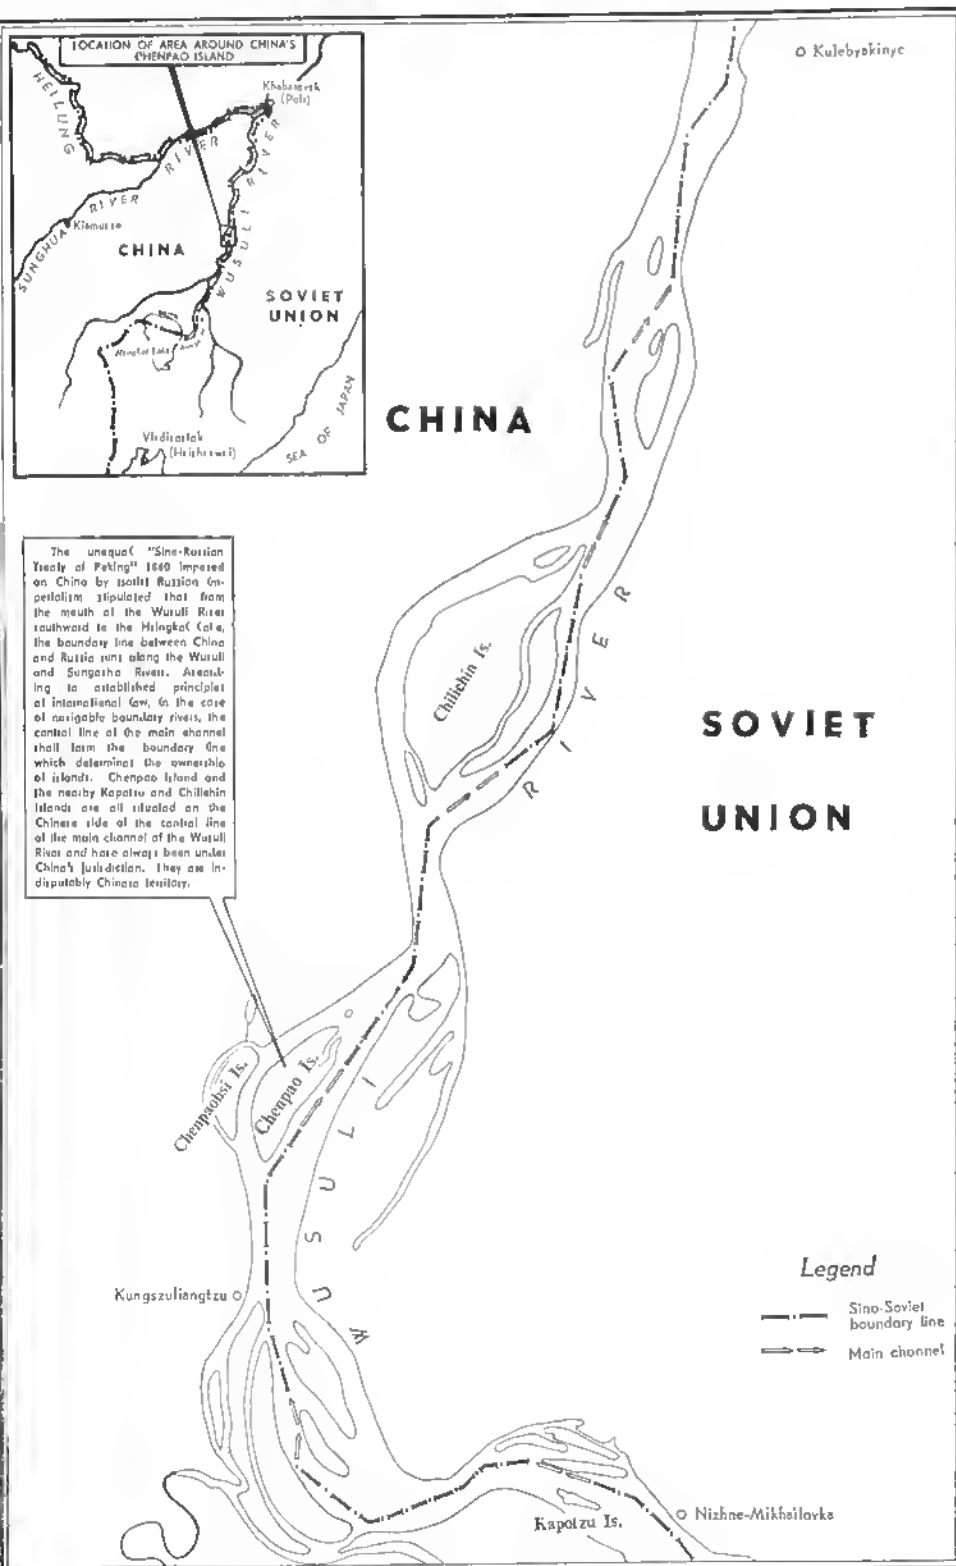 LOCATION OF AREA AROUND CHINA'S
CHENPAO ISLAND
Khabarovsk
(Poli)
HEILUNG
RIVER
RIVER
SUNGHUA
WUSULI RIVER
CHINA
SOVIET
UNION
SEA OF JAPAN
Vladivostok
Kulebyakinye
CHINA
The unequal "Sino-Russian
Treaty of Peking" 1860 imposed
on China by tsarist Russian im-
perialism stipulated that from
the mouth of the Wusuli River
southward to the Hsingkai Lake,
the boundary line between China
and Russia runs along the Wusuli
and Sungacha Rivers. Accord-
ing to established principles
of international law, in the case
of navigable boundary rivers, the
central line of the main channel
shall form the boundary line
which determines the ownership
of islands. Chenpao Island and
the nearby Kapotzu and Chilichin
Islands are all situated on the
Chinese side of the central line
of the main channel of the Wusuli
River and have always been under
China's jurisdiction. They are in-
disputably Chinese territory.
Chilichin Is.
SOVIET
UNION
WUSULI RIVER
Chenpaohsi Is.
Chenpao Is.
Kungszuliangtzu
Legend
Sino-Soviet
boundary line
Main channel
Kapotzu Is.
Nizhne-Mikhailovka